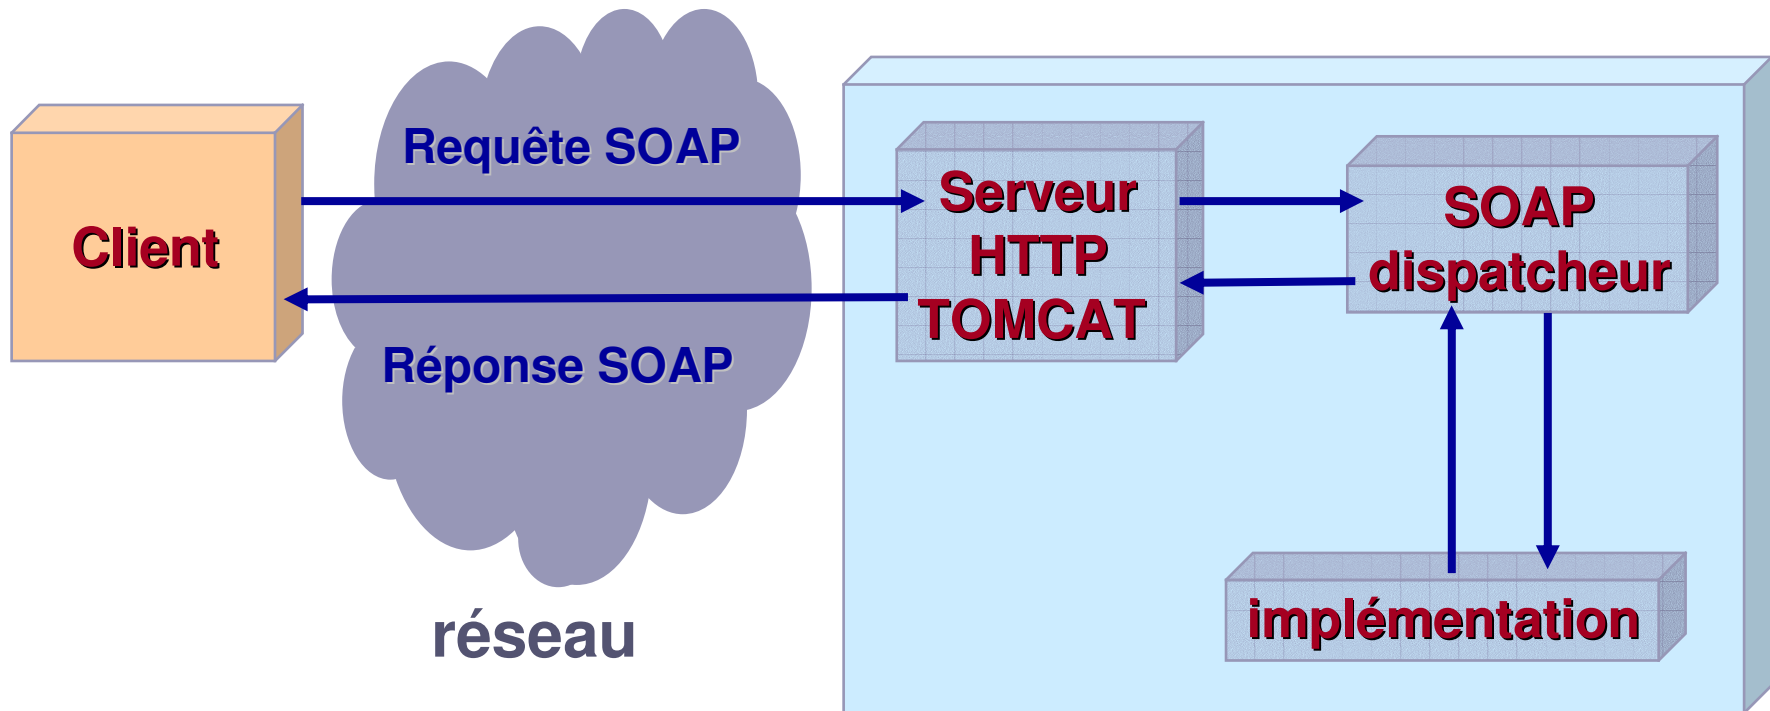 Requête SOAP
Client
Serveur
HTTP
TOMCAT
SOAP
dispatcheur
Réponse SOAP
implémentation
réseau